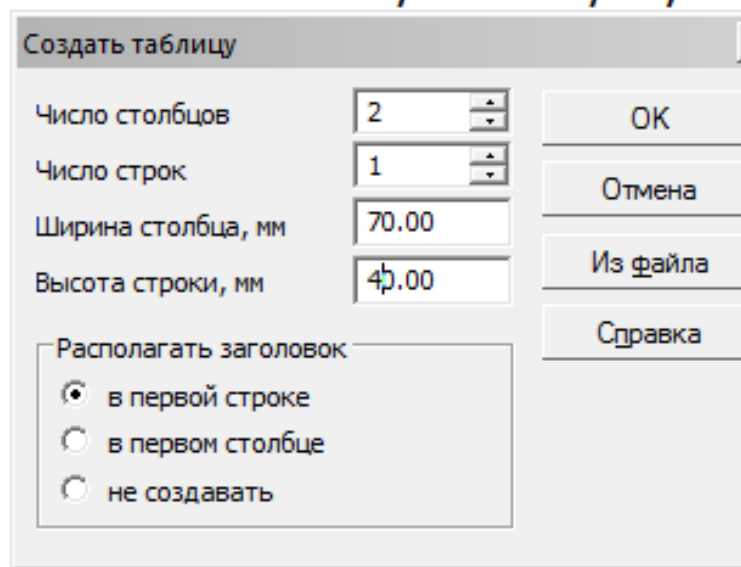 Создать таблицу
Число столбцов 2
OK
Число строк 1
Отмена
Ширина столбца, мм 70.00
Из файла
Высота строки, мм 40.00
Справка
Располагать заголовок
в первой строке
в первом столбце
не создавать